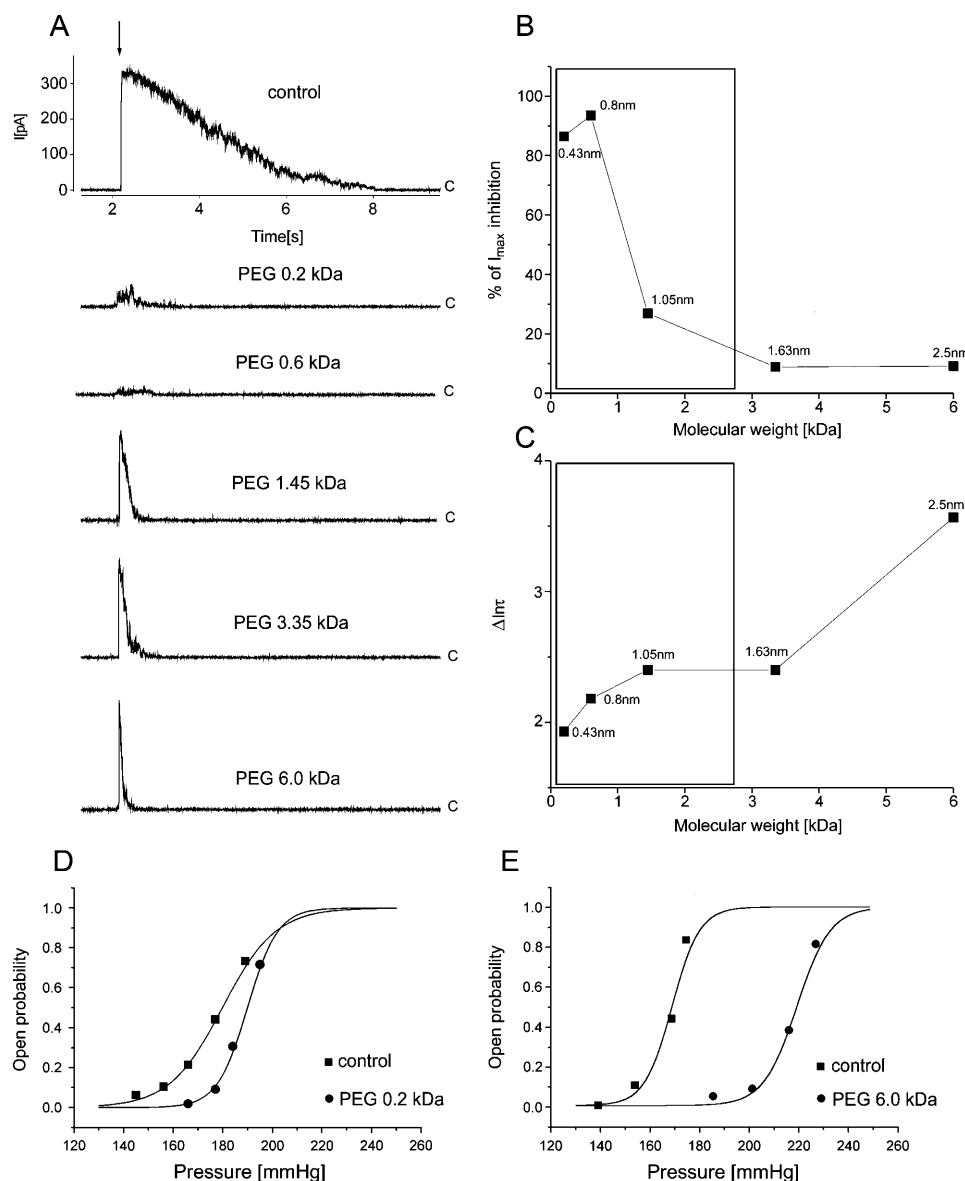 A
I[pA]
300
200
100
0
control
C
2
4
6
8
Time[s]
PEG 0.2 kDa
C
PEG 0.6 kDa
C
PEG 1.45 kDa
C
PEG 3.35 kDa
C
PEG 6.0 kDa
C
B
% of Imax inhibition
100
80
60
40
20
0
0.8nm
0.43nm
1.05nm
1.63nm
2.5nm
0
1
2
3
4
5
6
Molecular weight [kDa]
C
Δlnτ
4
3
2
2.5nm
1.05nm
1.63nm
0.8nm
0.43nm
0
1
2
3
4
5
6
Molecular weight [kDa]
D
Open probability
1.0
0.8
0.6
0.4
0.2
0.0
control
PEG 0.2 kDa
120
140
160
180
200
220
240
260
Pressure [mmHg]
E
Open probability
1.0
0.8
0.6
0.4
0.2
0.0
control
PEG 6.0 kDa
120
140
160
180
200
220
240
260
Pressure [mmHg]